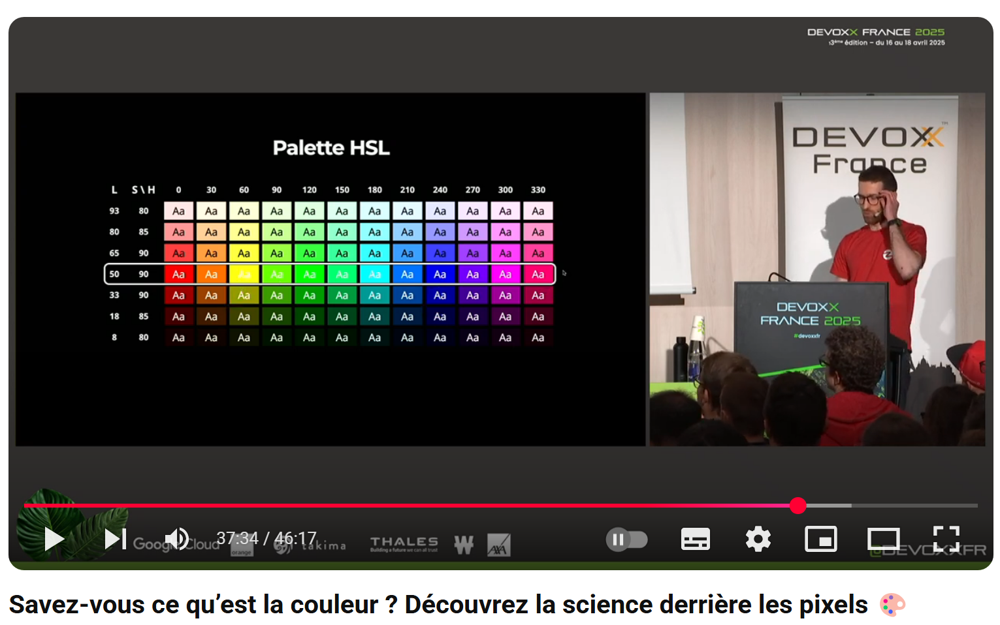 DEVOXX FRANCE 2025
13ème édition – du 16 au 18 avril 2025
Palette HSL
L S \ H 0 30 60 90 120 150 180 210 240 270 300 330
93 80 Aa Aa Aa Aa Aa Aa Aa Aa Aa Aa Aa Aa
80 85 Aa Aa Aa Aa Aa Aa Aa Aa Aa Aa Aa Aa
65 90 Aa Aa Aa Aa Aa Aa Aa Aa Aa Aa Aa Aa
50 90 Aa Aa Aa Aa Aa Aa Aa Aa Aa Aa Aa Aa
33 90 Aa Aa Aa Aa Aa Aa Aa Aa Aa Aa Aa Aa
18 85 Aa Aa Aa Aa Aa Aa Aa Aa Aa Aa Aa Aa
8 80 Aa Aa Aa Aa Aa Aa Aa Aa Aa Aa Aa Aa
DEVOXX™
France
DEVOXX
FRANCE 2025
#devoxxfr
37:34 / 46:17
Google Cloud
orange
takima
THALES
Building a future we can all trust
W
AXA
@DEVOXXFR
Savez-vous ce qu’est la couleur ? Découvrez la science derrière les pixels 🎨